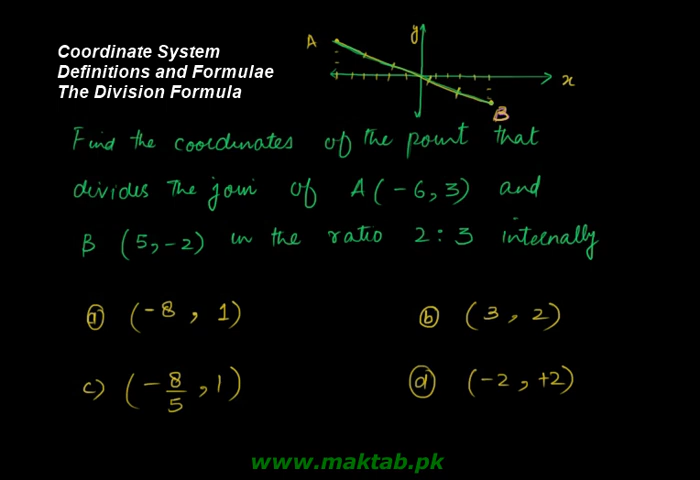 Coordinate System
Definitions and Formulae
The Division Formula
A
y
x
B
Find the coordinates of the point that
divides The join of A(-6,3) and
B (5,-2) in the ratio 2:3 internally
a (-8, 1)
b (3, 2)
c) (-8/5, 1)
d (-2, +2)
www.maktab.pk